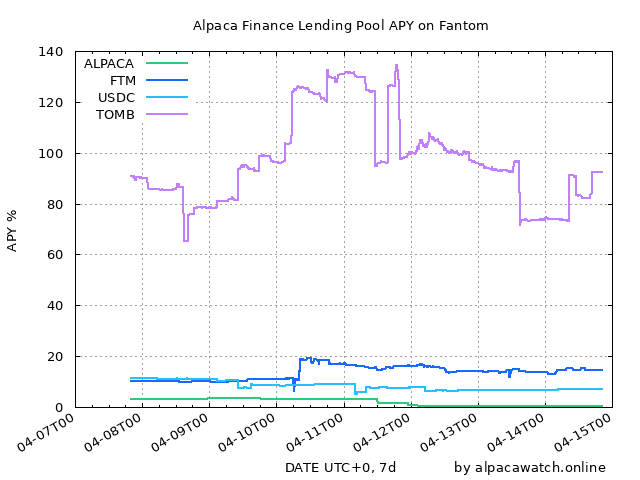 Alpaca Finance Lending Pool APY on Fantom
140
120
100
80
60
40
20
0
APY %
ALPACA
FTM
USDC
TOMB
04-07T00
04-08T00
04-09T00
04-10T00
04-11T00
04-12T00
04-13T00
04-14T00
04-15T00
DATE UTC+0, 7d
by alpacawatch.online